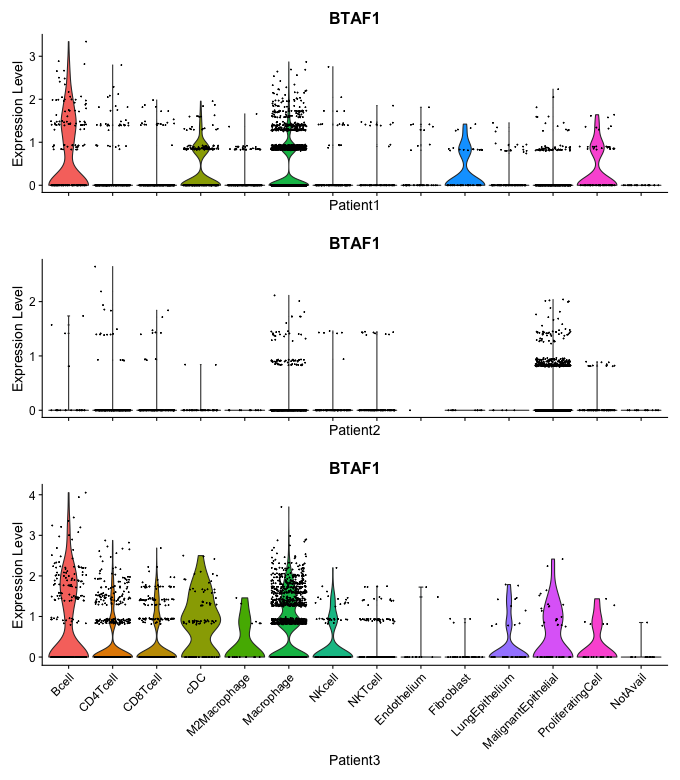 BTAF1
Expression Level
3
2
1
0
Patient1
BTAF1
Expression Level
2
1
0
Patient2
BTAF1
Expression Level
4
3
2
1
0
Bcell
CD4Tcell
CD8Tcell
cDC
M2Macrophage
Macrophage
NKcell
NKTcell
Endothelium
Fibroblast
LungEpithelium
MalignantEpithelial
ProliferatingCell
NotAvail
Patient3